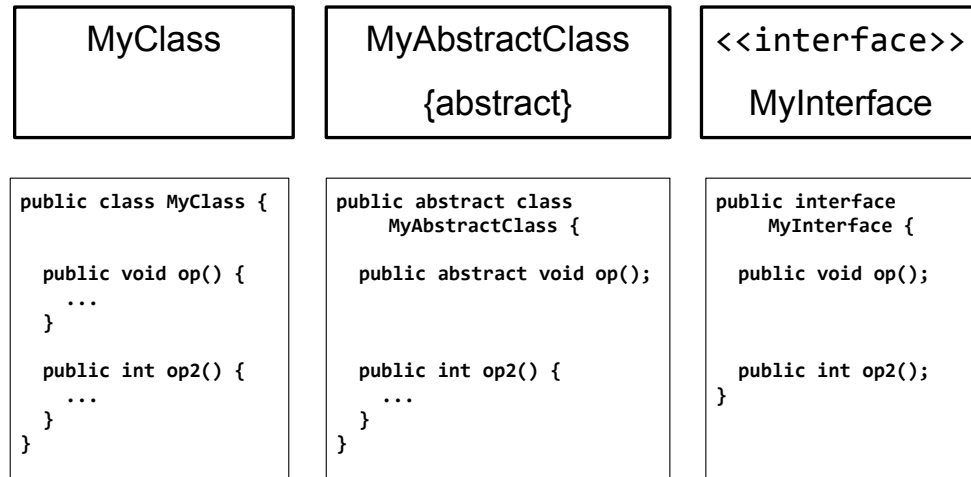 MyClass
MyAbstractClass
{abstract}
<<interface>>
MyInterface
public class MyClass {
  public void op() {
    ...
  }
  public int op2() {
    ...
  }
}
public abstract class
    MyAbstractClass {
  public abstract void op();
  public int op2() {
    ...
  }
}
public interface
    MyInterface {
  public void op();
  public int op2();
}